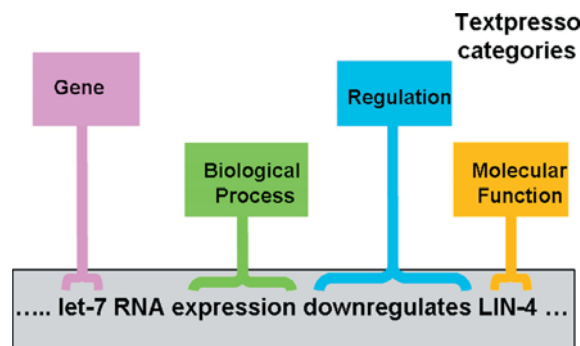 Textpresso
categories
Gene
Regulation
Biological
Process
Molecular
Function
..... let-7 RNA expression downregulates LIN-4 ...